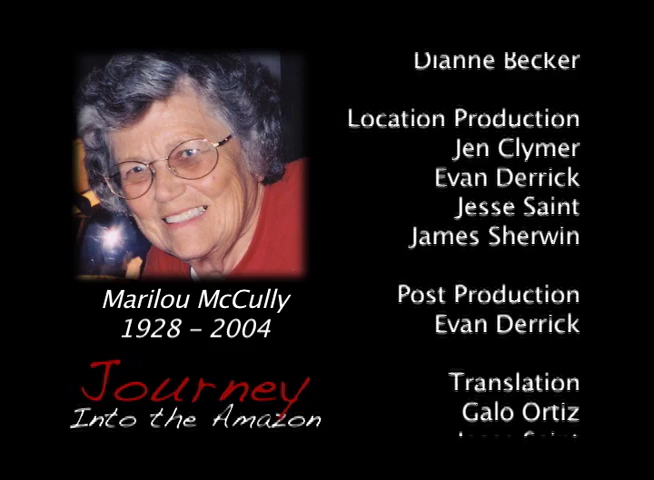 Marilou McCully
1928 - 2004
Journey
Into the Amazon
Dianne Becker
Location Production
Jen Clymer
Evan Derrick
Jesse Saint
James Sherwin
Post Production
Evan Derrick
Translation
Galo Ortiz